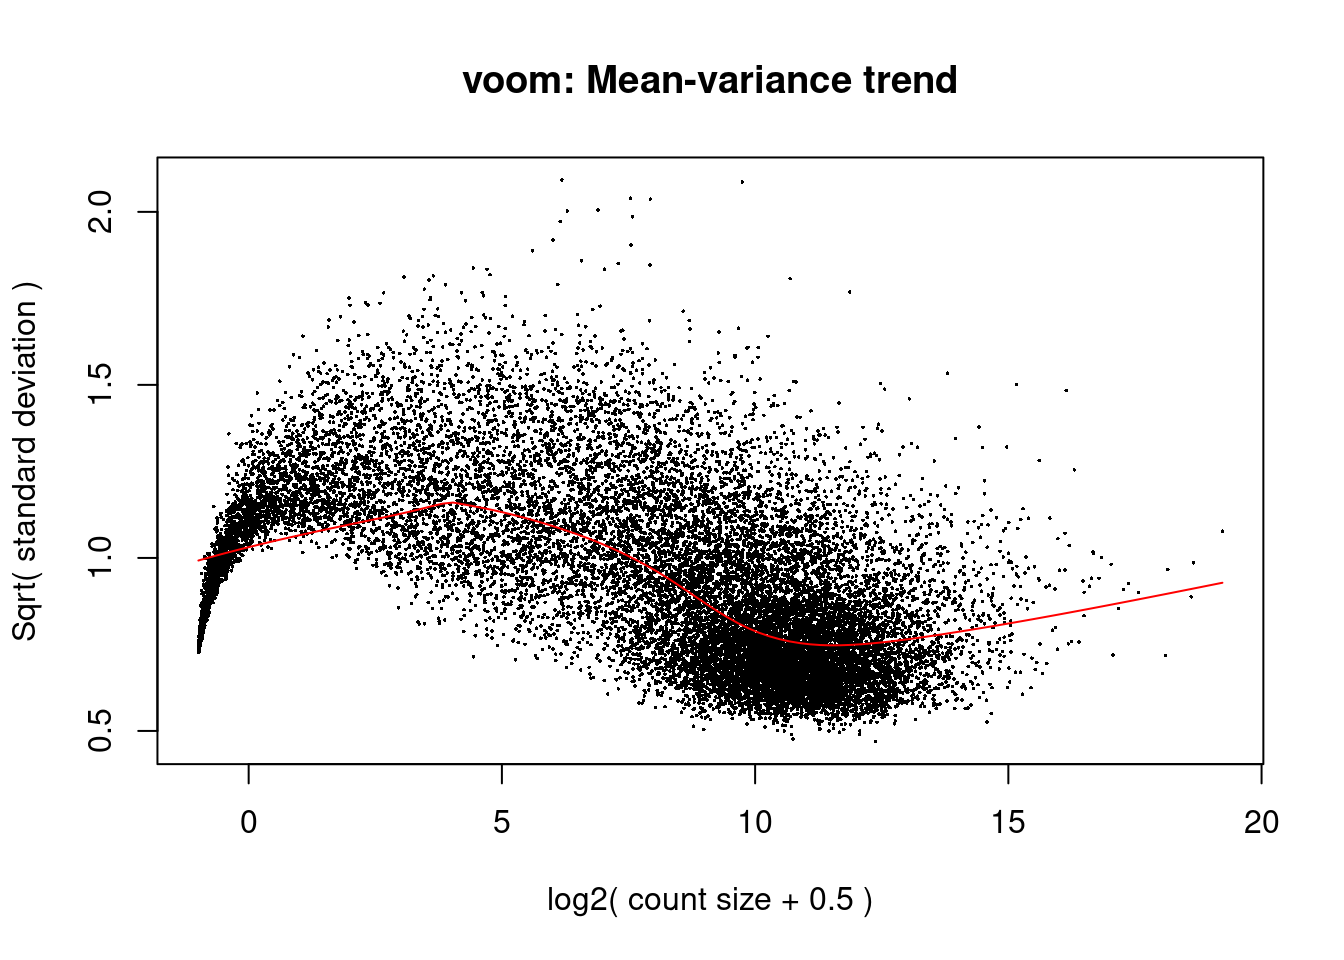 voom: Mean-variance trend
Sqrt( standard deviation )
2.0
1.5
1.0
0.5
0 5 10 15 20
log2( count size + 0.5 )